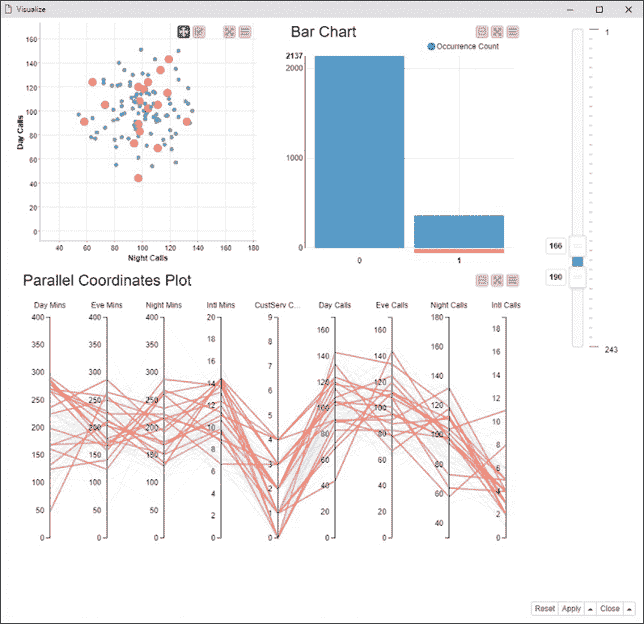 Visualize
Bar Chart
Occurrence Count
160
140
120
100
80
60
40
20
0
Day Calls
40 60 80 100 120 140 160 180
Night Calls
2137
2000
1000
0
0 1
1
166
190
243
Parallel Coordinates Plot
Day Mins Eve Mins Night Mins Intl Mins CustServ C... Day Calls Eve Calls Night Calls Intl Calls
400 400 400 20 9 160 160 180 18
350 350 350 18 8 140 140 160 16
300 300 300 16 7 120 120 140 14
250 250 250 14 6 100 100 120 12
200 200 200 12 5 80 80 100 10
150 150 150 10 4 60 60 80 8
100 100 100 8 3 40 40 60 6
50 50 50 6 2 20 20 40 4
0 0 0 4 1 0 0 2
2 0 0
0
Reset Apply Close